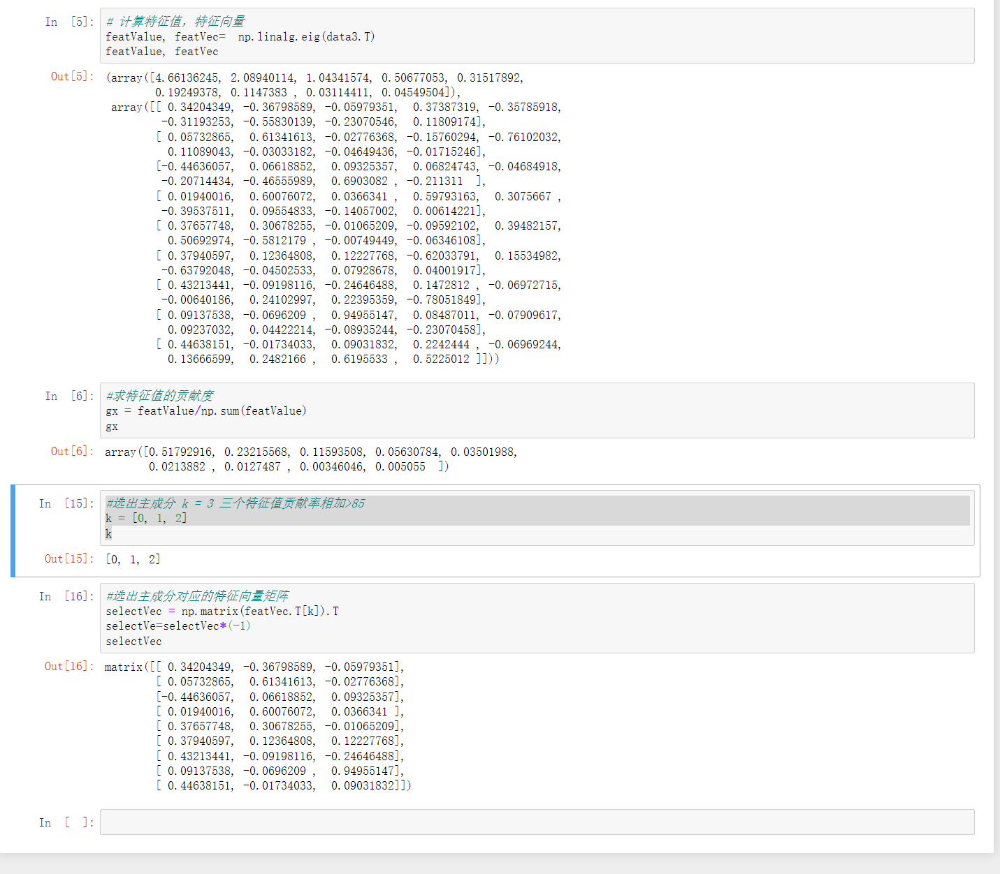 In [5]: # 计算特征值，特征向量
featValue, featVec=  np.linalg.eig(data3.T)
featValue, featVec
Out[5]: (array([4.66136245, 2.08940114, 1.04341574, 0.50677053, 0.31517892,
0.19249378, 0.1147383 , 0.03114411, 0.04549504]),
array([[ 0.34204349, -0.36798589, -0.05979351,  0.37387319, -0.35785918,
-0.31193253, -0.55830139, -0.23070546,  0.11809174],
[ 0.05732865,  0.61341613, -0.02776368, -0.15760294, -0.76102032,
0.11089043, -0.03033182, -0.04649436, -0.01715246],
[-0.44636057,  0.06618852,  0.09325357,  0.06824743, -0.04684918,
-0.20714434, -0.46555989,  0.6903082 , -0.211311  ],
[ 0.01940016,  0.60076072,  0.0366341 ,  0.59793163,  0.3075667 ,
-0.39537511,  0.09554833, -0.14057002,  0.00614221],
[ 0.37657748,  0.30678255, -0.01065209, -0.09592102,  0.39482157,
0.50692974, -0.5812179 , -0.00749449, -0.06346108],
[ 0.37940597,  0.12364808,  0.12227768, -0.62033791,  0.15534982,
-0.63792048, -0.04502533,  0.07928678,  0.04001917],
[ 0.43213441, -0.09198116, -0.24646488,  0.1472812 , -0.06972715,
-0.00640186,  0.24102997,  0.22395359, -0.78051849],
[ 0.09137538, -0.0696209 ,  0.94955147,  0.08487011, -0.07909617,
0.09237032,  0.04422214, -0.08935244, -0.23070458],
[ 0.44638151, -0.01734033,  0.09031832,  0.2242444 , -0.06969244,
0.13666599,  0.2482166 ,  0.6195533 ,  0.5225012 ]]))
In [6]: #求特征值的贡献度
gx = featValue/np.sum(featValue)
gx
Out[6]: array([0.51792916, 0.23215568, 0.11593508, 0.05630784, 0.03501988,
0.0213882 , 0.0127487 , 0.00346046, 0.005055  ])
In [15]: #选出主成分 k = 3 三个特征值贡献率相加>85
k = [0, 1, 2]
k
Out[15]: [0, 1, 2]
In [16]: #选出主成分对应的特征向量矩阵
selectVec = np.matrix(featVec.T[k]).T
selectVe=selectVec*(-1)
selectVec
Out[16]: matrix([[ 0.34204349, -0.36798589, -0.05979351],
[ 0.05732865,  0.61341613, -0.02776368],
[-0.44636057,  0.06618852,  0.09325357],
[ 0.01940016,  0.60076072,  0.0366341 ],
[ 0.37657748,  0.30678255, -0.01065209],
[ 0.37940597,  0.12364808,  0.12227768],
[ 0.43213441, -0.09198116, -0.24646488],
[ 0.09137538, -0.0696209 ,  0.94955147],
[ 0.44638151, -0.01734033,  0.09031832]])
In [ ]: